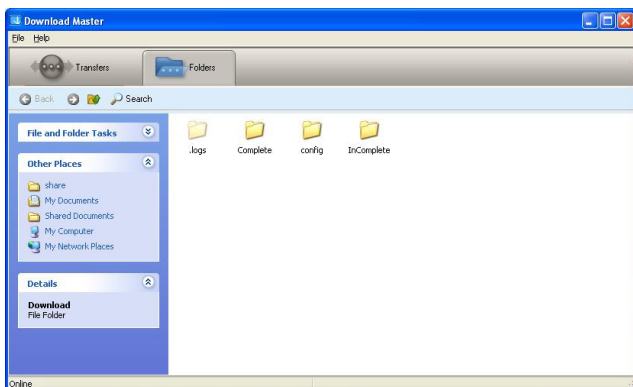 Download Master
File Help
Transfers
Folders
Back
Search
File and Folder Tasks
Other Places
share
My Documents
Shared Documents
My Computer
My Network Places
Details
Download
File Folder
.logs
Complete
config
InComplete
Online